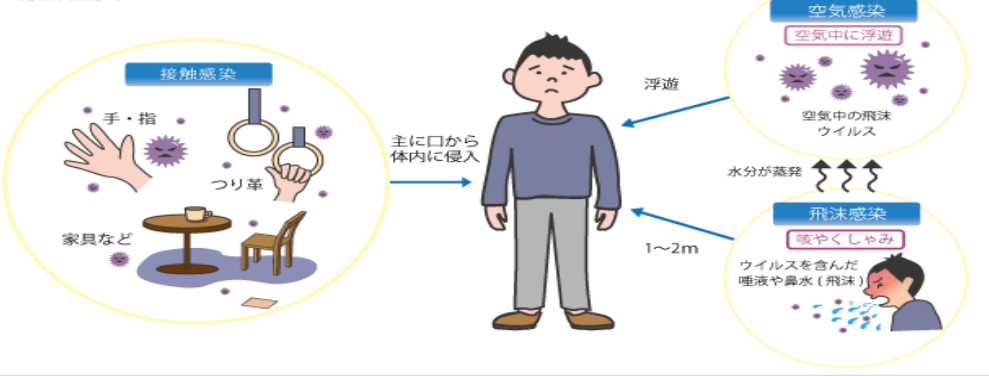 接触感染
手・指
つり革
家具など
主に口から
体内に侵入
浮遊
1〜2m
空気感染
空気中に浮遊
空気中の飛沫
ウイルス
水分が蒸発
飛沫感染
咳やくしゃみ
ウイルスを含んだ
唾液や鼻水(飛沫)